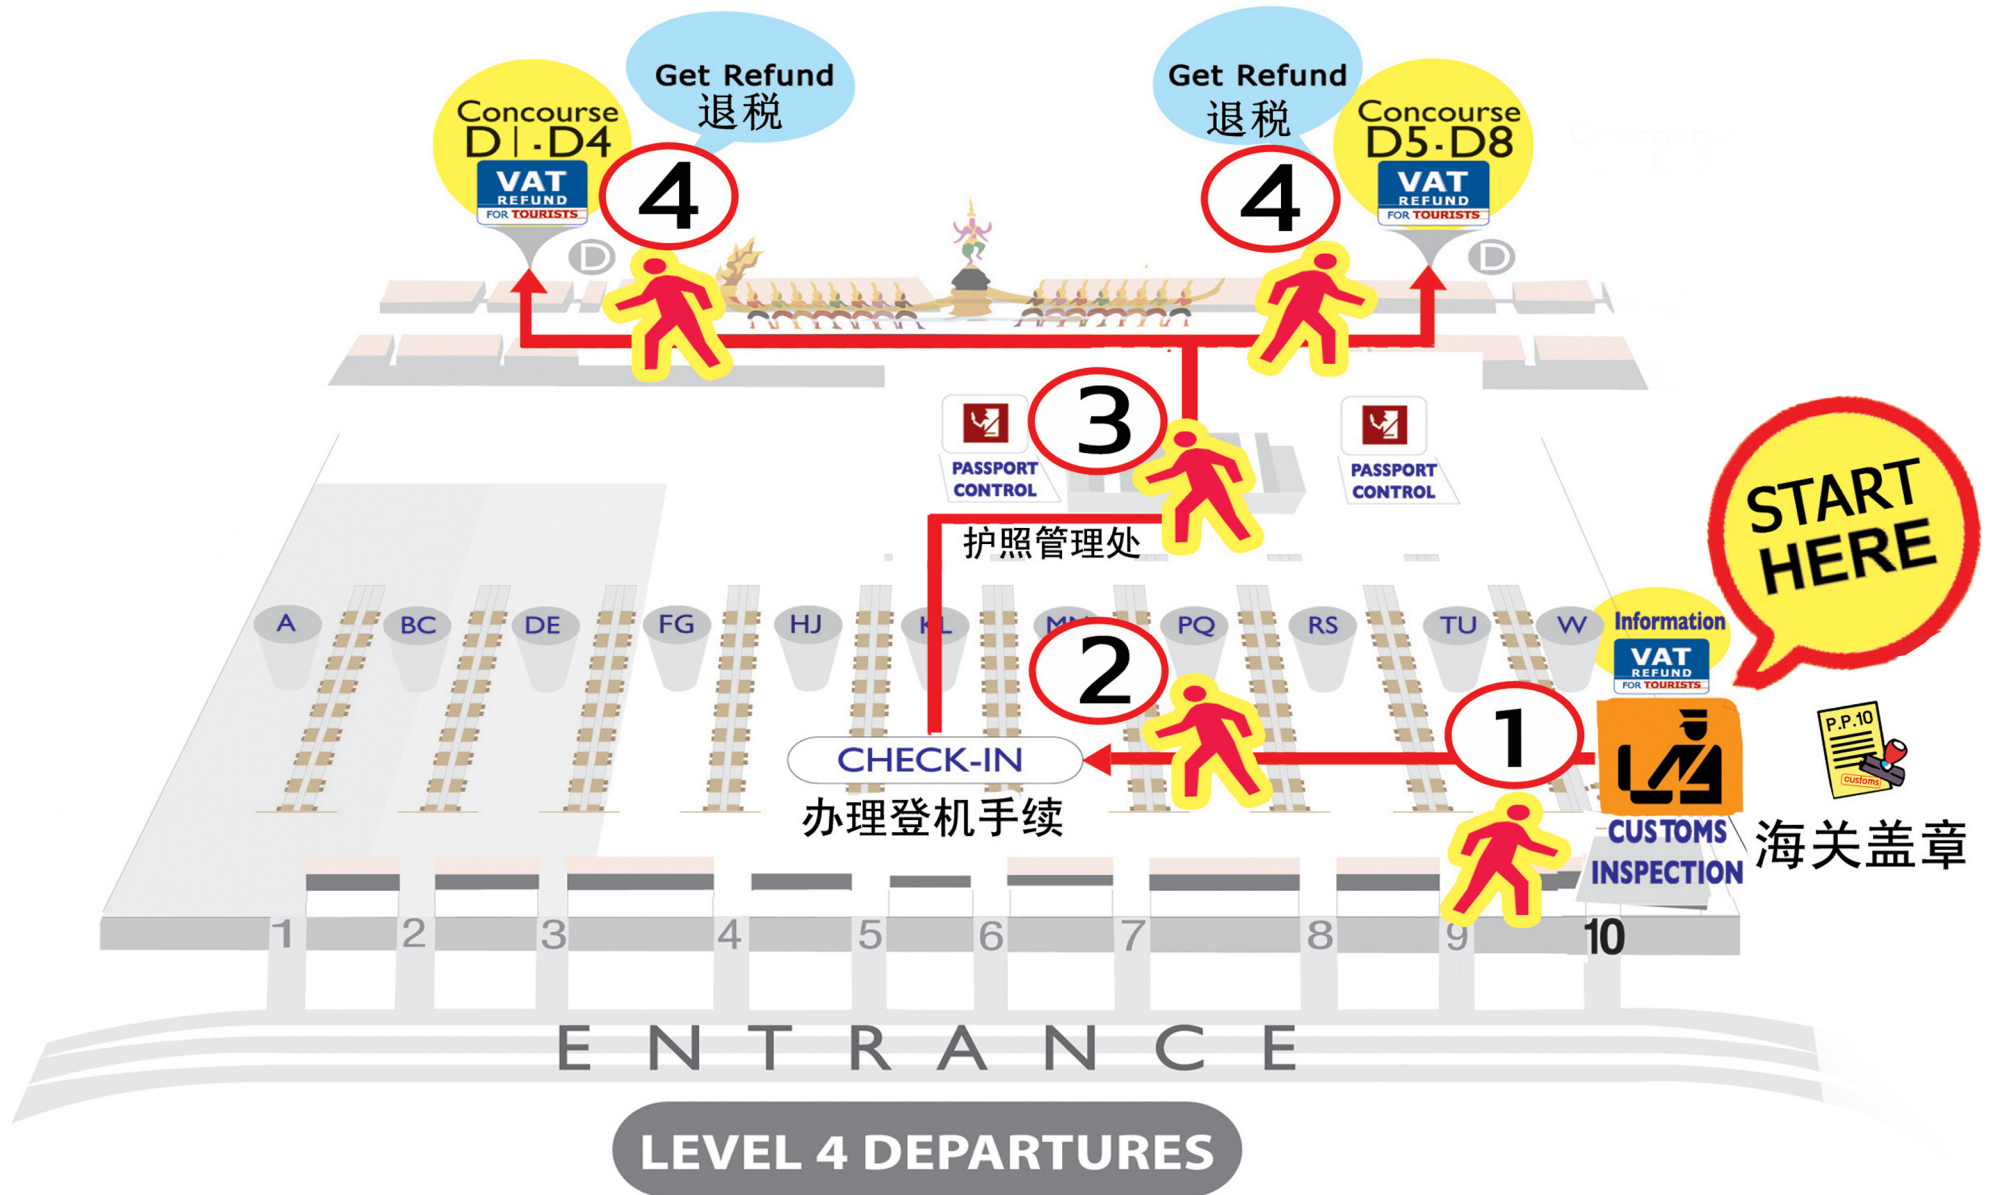 Get Refund
退税
Concourse
D1-D4
VAT
REFUND
FOR TOURISTS
4
D
Get Refund
退税
Concourse
D5-D8
VAT
REFUND
FOR TOURISTS
4
D
3
PASSPORT
CONTROL
护照管理处
PASSPORT
CONTROL
START
HERE
A
BC
DE
FG
HJ
KL
MN
PQ
RS
TU
W
Information
VAT
REFUND
FOR TOURISTS
2
1
P.P.10
customs
CHECK-IN
办理登机手续
CUSTOMS
INSPECTION
海关盖章
1 2 3 4 5 6 7 8 9 10
ENTRANCE
LEVEL 4 DEPARTURES